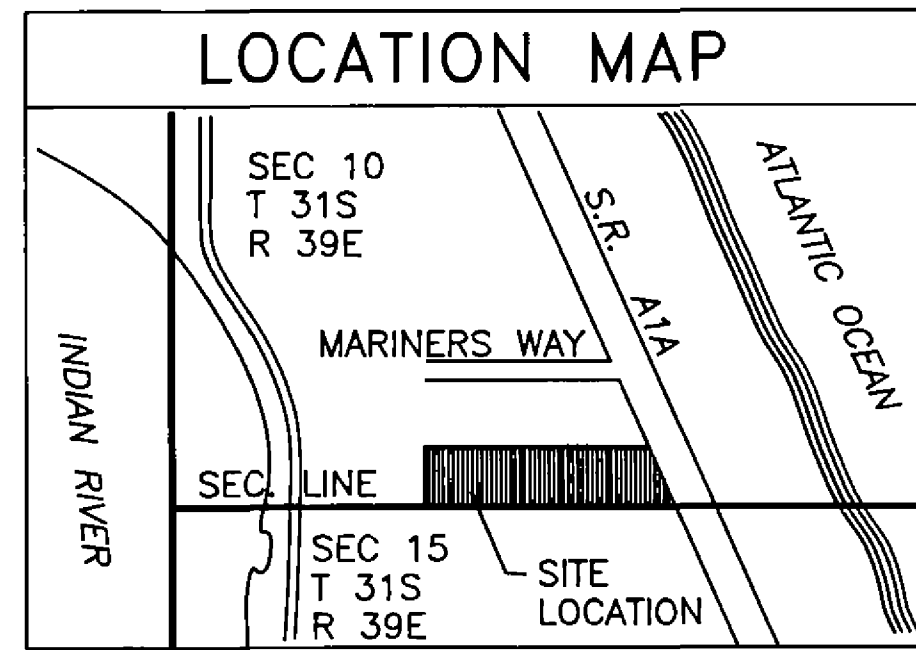 LOCATION MAP
SEC 10
T 31S
R 39E
S.R. A1A
ATLANTIC OCEAN
MARINERS WAY
INDIAN RIVER
SEC. LINE
SEC 15
T 31S
R 39E
SITE
LOCATION